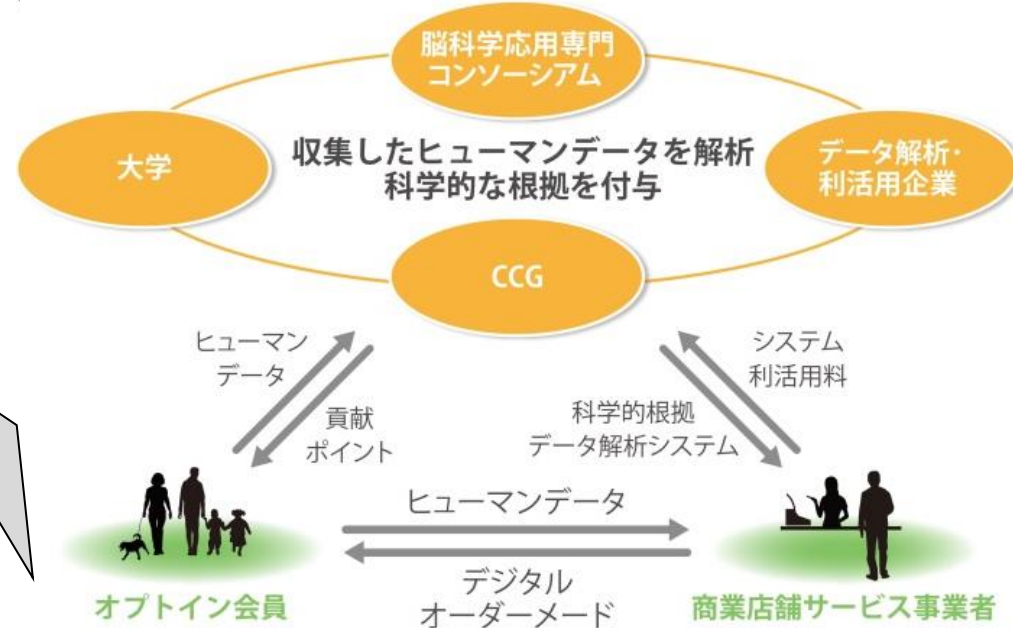 脳科学応用専門
コンソーシアム
大学
収集したヒューマンデータを解析
科学的な根拠を付与
データ解析・
利活用企業
CCG
ヒューマン
データ
貢献
ポイント
システム
利活用料
科学的根拠
データ解析システム
ヒューマンデータ
デジタル
オーダーメード
オプトイン会員
商業店舗サービス事業者